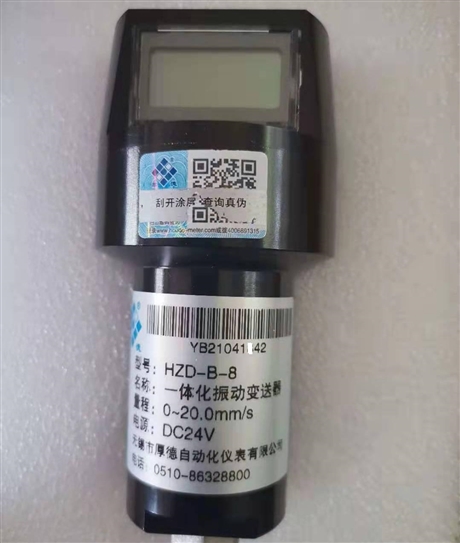 刮开涂层 查询真伪
YB21041142
型号: HZD-B-8
名称: 一体化振动变送器
量程: 0~20.0mm/s
电源: DC24V
无锡市厚德自动化仪表有限公司
电话: 0510-86328800